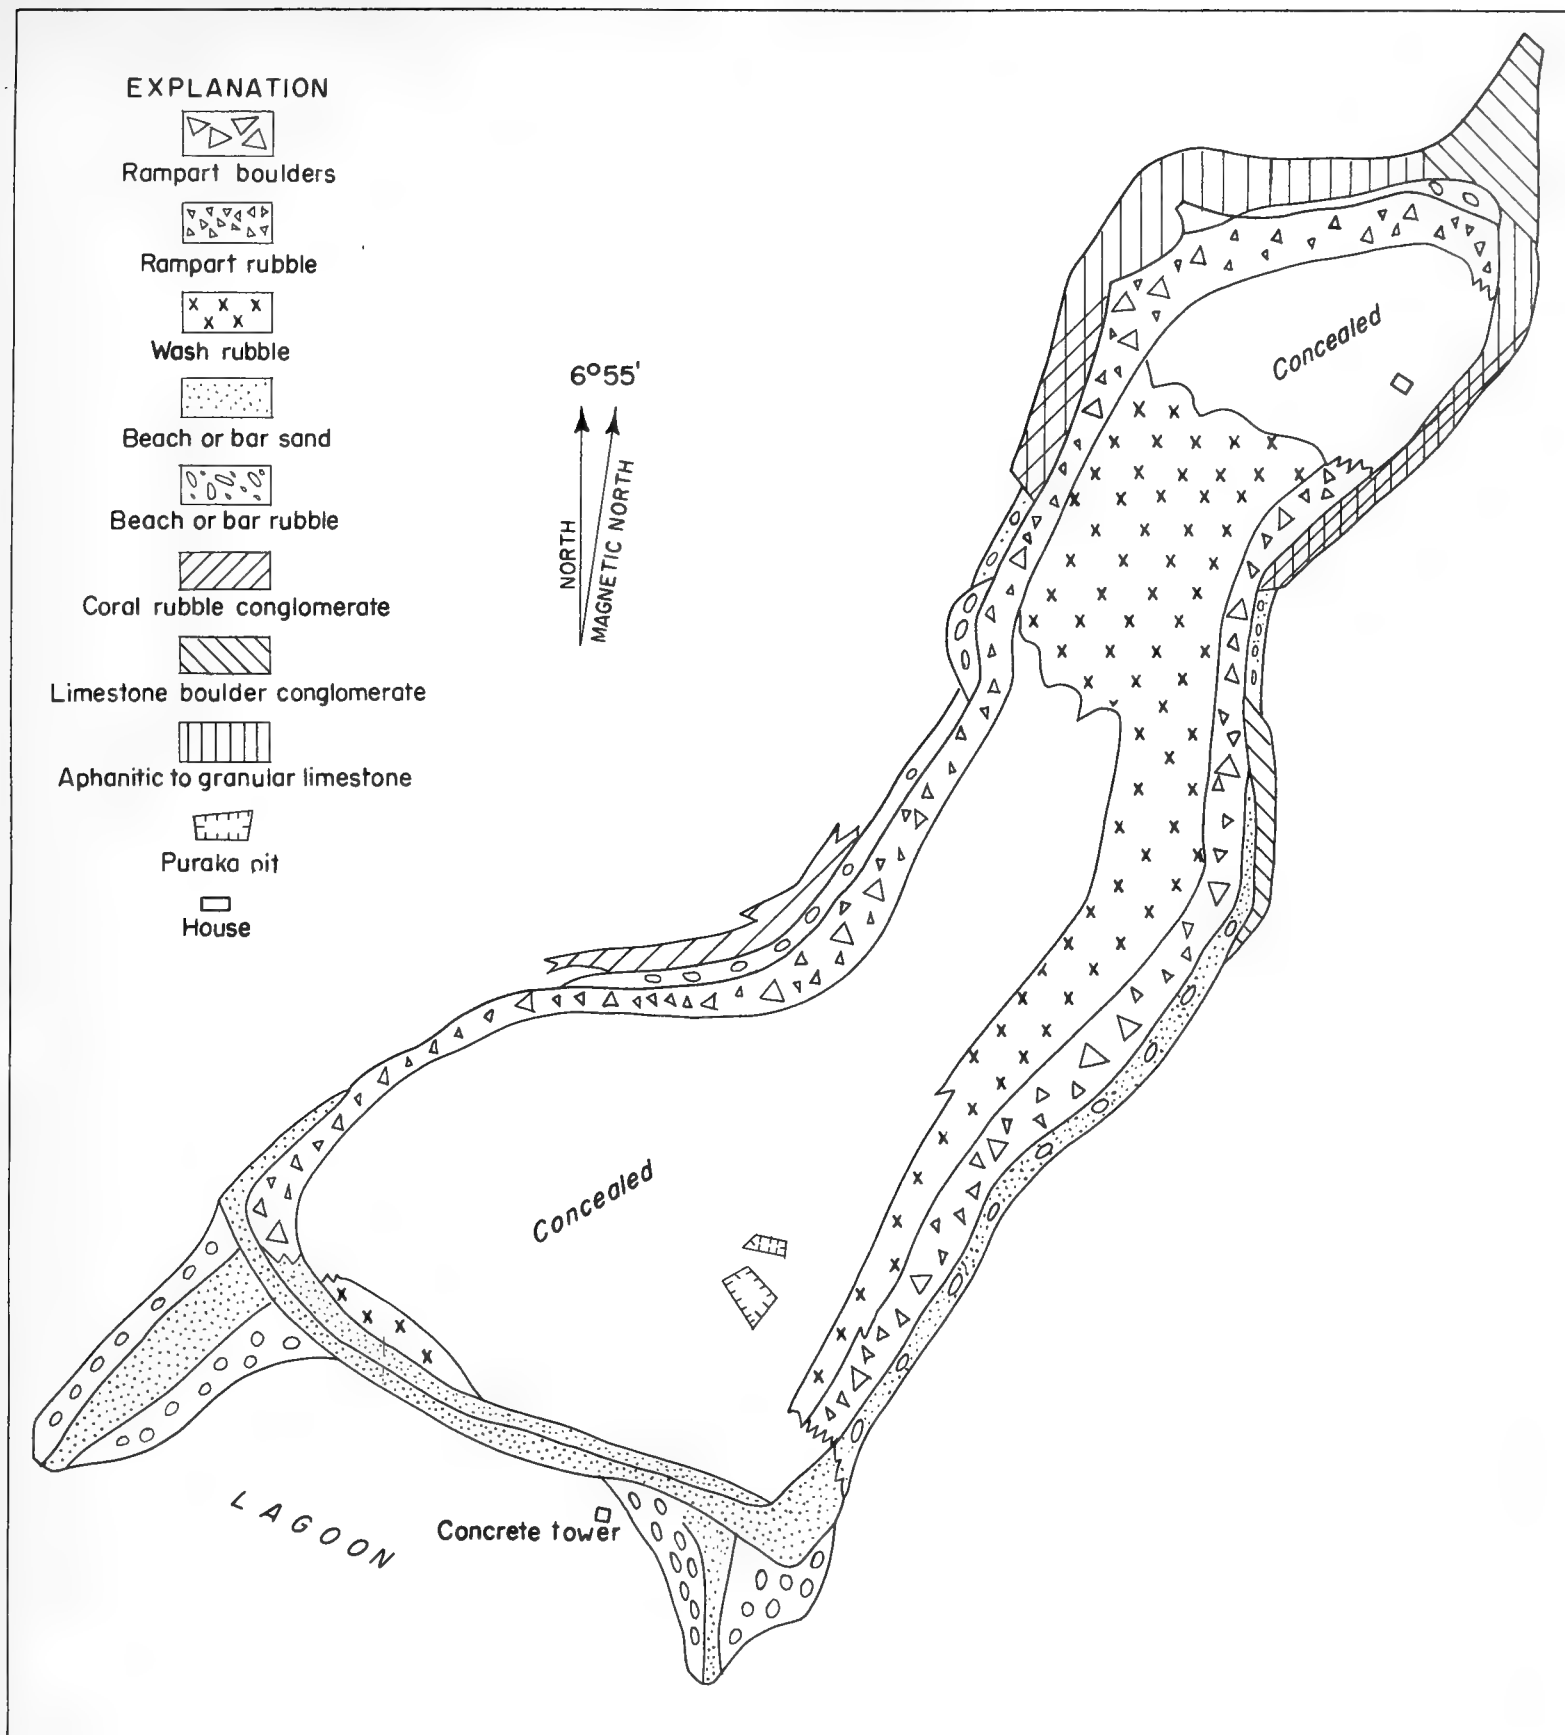 EXPLANATION
Rampart boulders
Rampart rubble
Wash rubble
Beach or bar sand
Beach or bar rubble
Coral rubble conglomerate
Limestone boulder conglomerate
Aphanitic to granular limestone
Puraka pit
House
6°55'
NORTH
MAGNETIC NORTH
Concealed
Concealed
LAGOON
Concrete tower